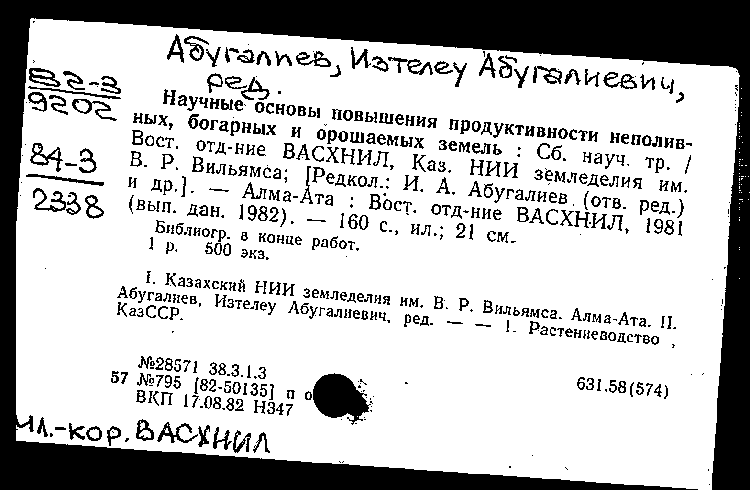 Абугалиев, Изтелеу Абугалиевич,
ред.
В2-3
9202
84-3
2338
Научные основы повышения продуктивности неполив-
ных, богарных и орошаемых земель : Сб. науч. тр. /
Вост. отд-ние ВАСХНИЛ, Каз. НИИ земледелия им.
В. Р. Вильямса; [Редкол.: И. А. Абугалиев (отв. ред.)
и др.]. — Алма-Ата : Вост. отд-ние ВАСХНИЛ, 1981
(вып. дан. 1982). — 160 с., ил.; 21 см.
Библиогр. в конце работ.
1 р. 500 экз.
I. Казахский НИИ земледелия им. В. Р. Вильямса. Алма-Ата. II.
Абугалиев, Изтелеу Абугалиевич, ред. — — 1. Растениеводство,
КазССР.
№28571 38.3.1.3
631.58(574)
57 №795 [82-50135] п о
ВКП 17.08.82 Н347
чл.-кор. ВАСХНИЛ